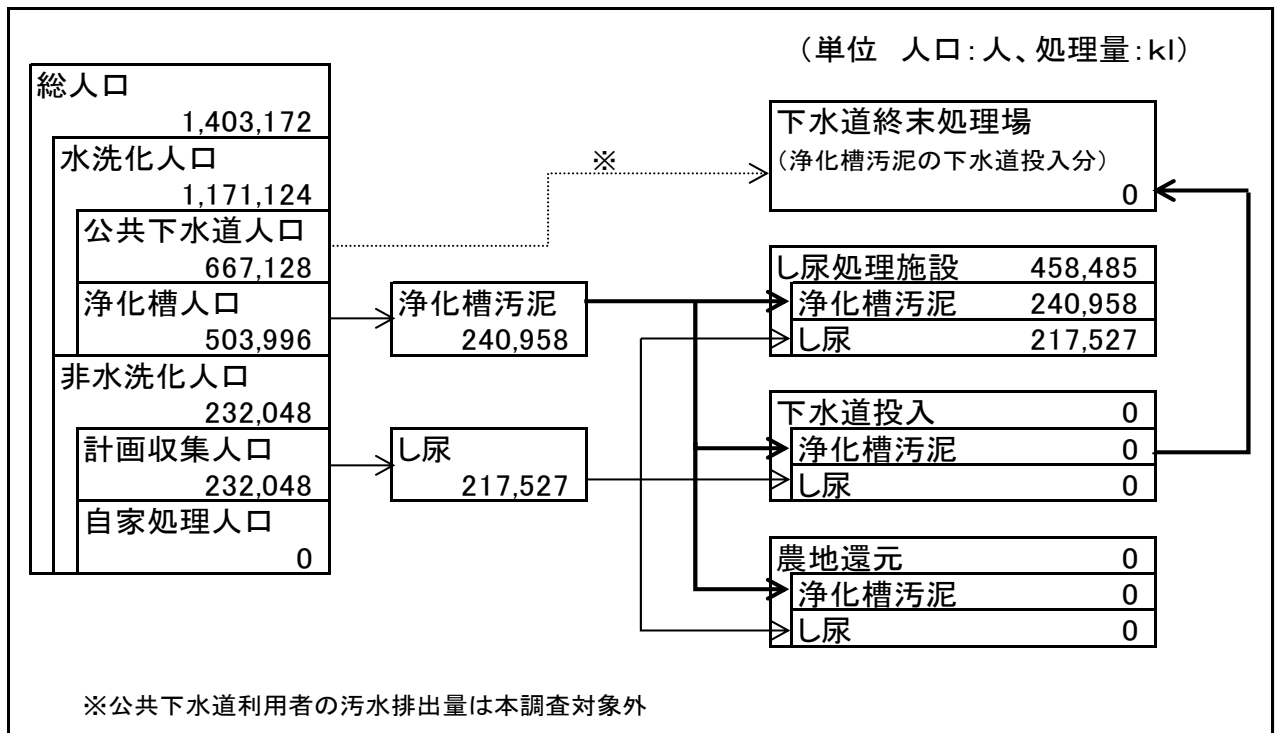 (単位 人口:人、処理量:kl)
総人口
1,403,172
水洗化人口
1,171,124
公共下水道人口
667,128
浄化槽人口
503,996
非水洗化人口
232,048
計画収集人口
232,048
自家処理人口
0
※
浄化槽汚泥
240,958
し尿
217,527
下水道終末処理場
(浄化槽汚泥の下水道投入分)
0
し尿処理施設 458,485
浄化槽汚泥 240,958
し尿 217,527
下水道投入 0
浄化槽汚泥 0
し尿 0
農地還元 0
浄化槽汚泥 0
し尿 0
※公共下水道利用者の汚水排出量は本調査対象外